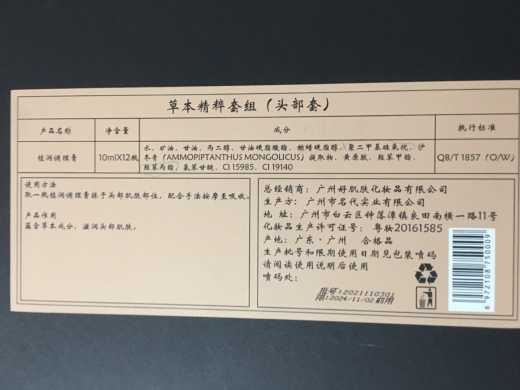 草本精粹套组（头部套）
产品名称 净含量 成分 执行标准
植润调理膏 10ml×12瓶 水、矿油、甘油、丙二醇、甘油硬脂酸酯、鲸蜡硬脂醇、聚二甲基硅氧烷、沙
冬青（AMMOPIPTANTHUS MONGOLICUS）提取物、黄原胶、羟苯甲酯、
羟苯丙酯、氯苯甘醚、CI 15985、CI 19140
QB/T 1857（O/W）
使用方法
取一瓶植润调理膏抹于头部肌肤部位，配合手法按摩至吸收。
产品作用
蕴含草本成分，滋润头部肌肤。
总经销商：广州好肌肤化妆品有限公司
生产方：广州市名代实业有限公司
地 址：广州市白云区钟落潭镇良田南横一路11号
化妆品生产许可证号：粤妆20161585
产 地：广东·广州 合格品
生产批号和限期使用日期见包装喷码
请阅读使用说明后使用
喷码处：
批号:2021110301
限:2024/11/02前用
6972108750009